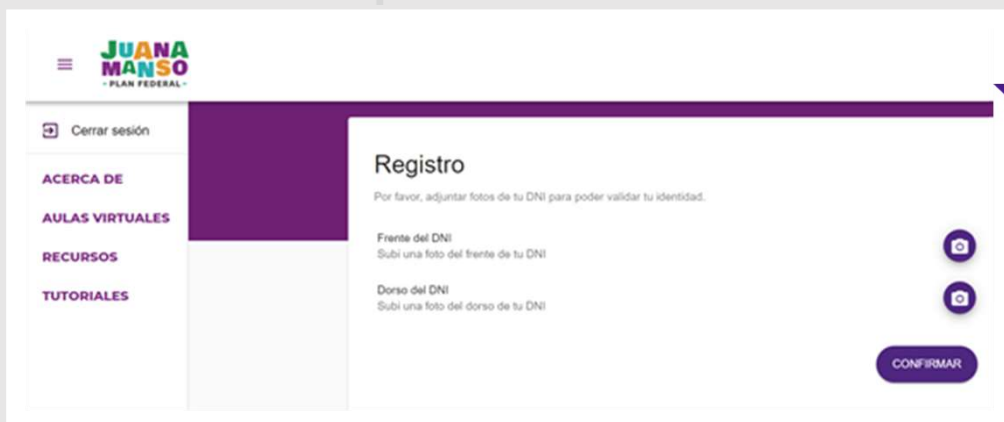 JUANA
MANSO
- PLAN FEDERAL -
Cerrar sesión
ACERCA DE
AULAS VIRTUALES
RECURSOS
TUTORIALES
Registro
Por favor, adjuntar fotos de tu DNI para poder validar tu identidad.
Frente del DNI
Subi una foto del frente de tu DNI
Dorso del DNI
Subi una foto del dorso de tu DNI
CONFIRMAR